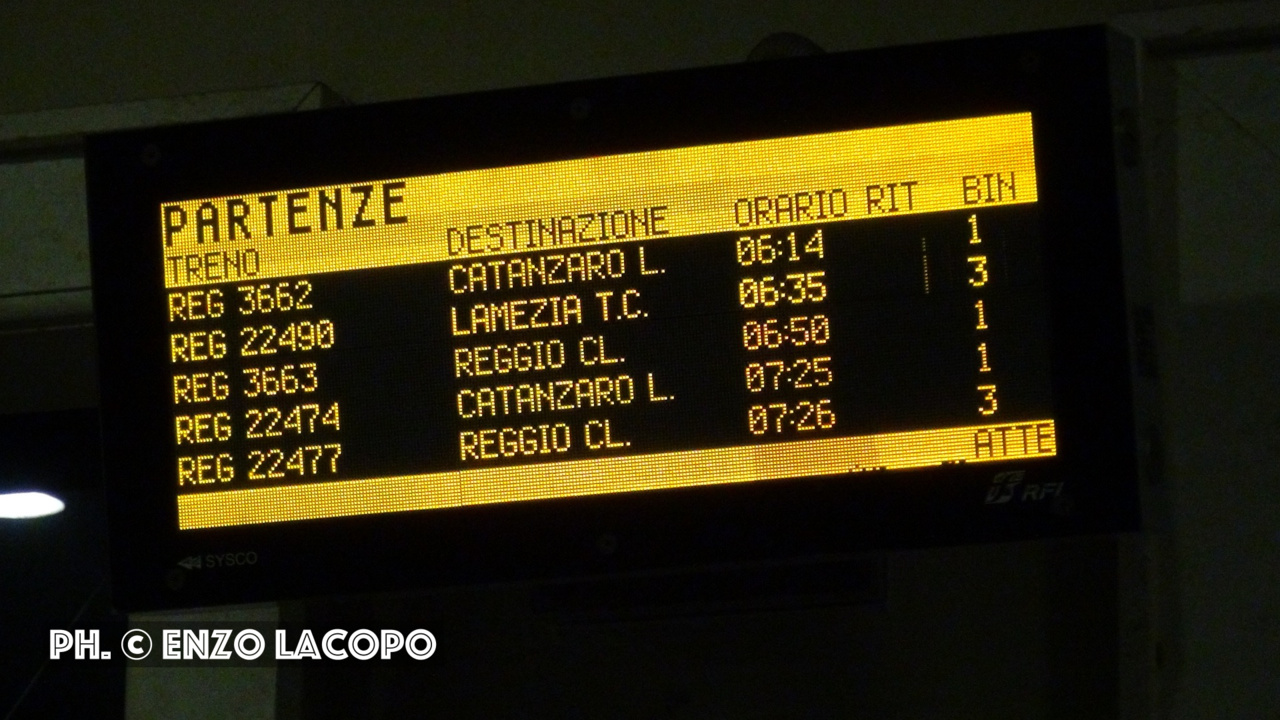 PARTENZE
TRENO DESTINAZIONE ORARIO RIT BIN
REG 3662 CATANZARO L. 06:14 1
REG 22490 LAMEZIA T.C. 06:35 3
REG 3663 REGGIO CL. 06:50 1
REG 22474 CATANZARO L. 07:25 1
REG 22477 REGGIO CL. 07:26 3
ATTE
RFI
SYSCO
PH. © ENZO LACOPO